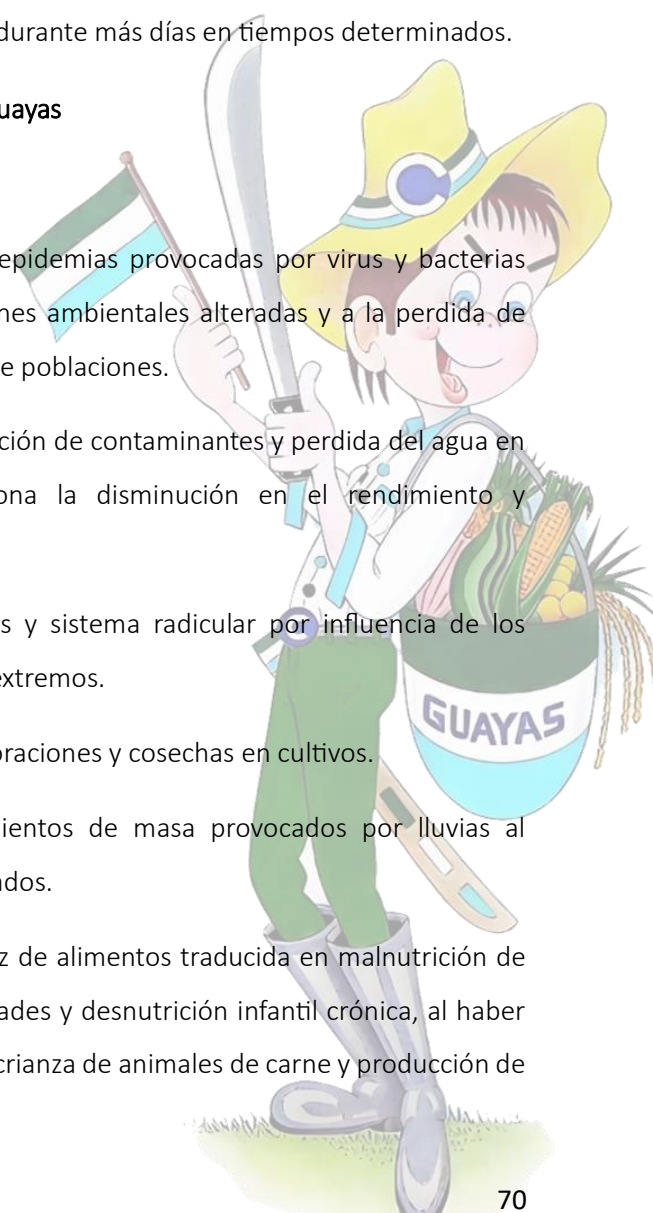 durante más días en tiempos determinados.
uayas
epidemias provocadas por virus y bacterias
nes ambientales alteradas y a la perdida de
e poblaciones.
ción de contaminantes y perdida del agua en
ona la disminución en el rendimiento y
s y sistema radicular por influencia de los
extremos.
oraciones y cosechas en cultivos.
ientos de masa provocados por lluvias al
ados.
z de alimentos traducida en malnutrición de
ades y desnutrición infantil crónica, al haber
crianza de animales de carne y producción de
GUAYAS
70